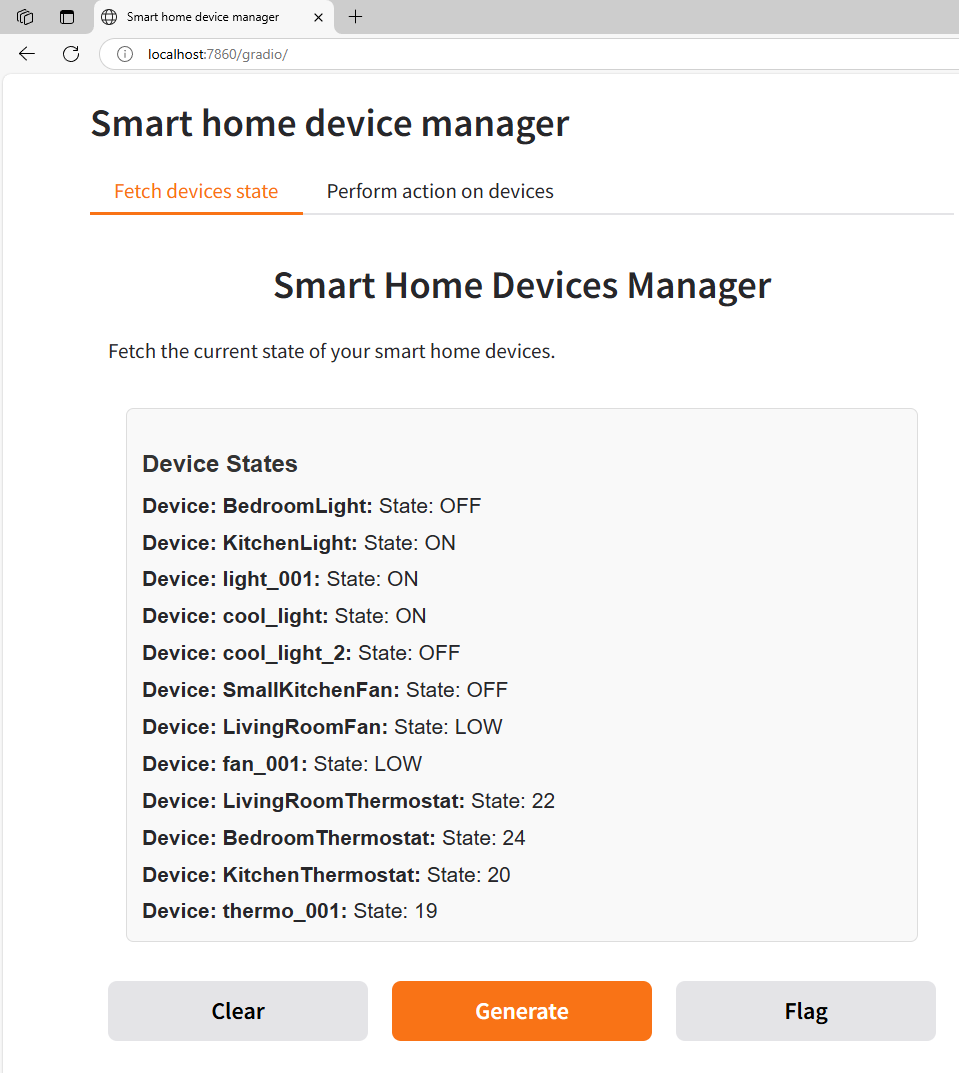 Smart home device manager
localhost:7860/gradio/
Smart home device manager
Fetch devices state
Perform action on devices
Smart Home Devices Manager
Fetch the current state of your smart home devices.
Device States
Device: BedroomLight: State: OFF
Device: KitchenLight: State: ON
Device: light_001: State: ON
Device: cool_light: State: ON
Device: cool_light_2: State: OFF
Device: SmallKitchenFan: State: OFF
Device: LivingRoomFan: State: LOW
Device: fan_001: State: LOW
Device: LivingRoomThermostat: State: 22
Device: BedroomThermostat: State: 24
Device: KitchenThermostat: State: 20
Device: thermo_001: State: 19
Clear
Generate
Flag